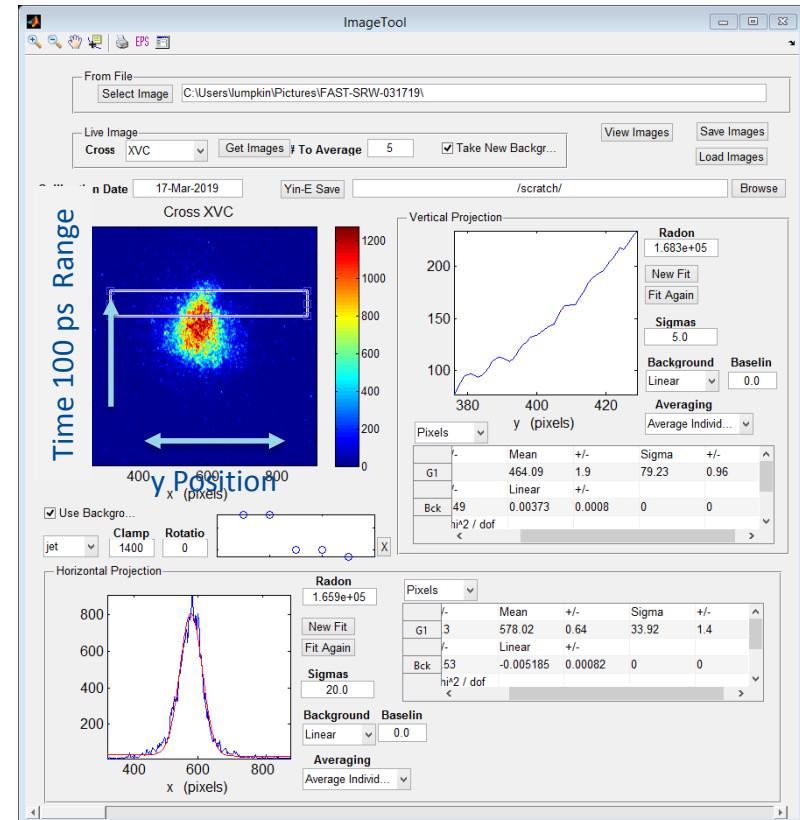 ImageTool
EPS
From File
Select Image C:\Users\lumpkin\Pictures\FAST-SRW-031719\
Live Image
Cross XVC Get Images # To Average 5 Take New Backgr...
View Images Save Images
Load Images
n Date 17-Mar-2019 Yin-E Save /scratch/ Browse
Cross XVC
Time 100 ps Range
1200
1000
800
600
400
200
0
400 600 800
x (pixels)
y Position
Vertical Projection
200
150
100
380 400 420
y (pixels)
Radon
1.683e+05
New Fit
Fit Again
Sigmas
5.0
Background Baselin
Linear 0.0
Averaging
Average Individ...
Pixels
/- Mean +/- Sigma +/-
G1 464.09 1.9 79.23 0.96
/- Linear +/-
Bck 49 0.00373 0.0008 0 0
hi^2 / dof
Use Backgro...
Clamp Rotatio
jet 1400 0 X
Horizontal Projection
800
600
400
200
400 600 800
x (pixels)
Radon
1.659e+05
New Fit
Fit Again
Sigmas
20.0
Background Baselin
Linear 0.0
Averaging
Average Individ...
Pixels
/- Mean +/- Sigma +/-
G1 3 578.02 0.64 33.92 1.4
/- Linear +/-
Bck .53 -0.005185 0.00082 0 0
hi^2 / dof